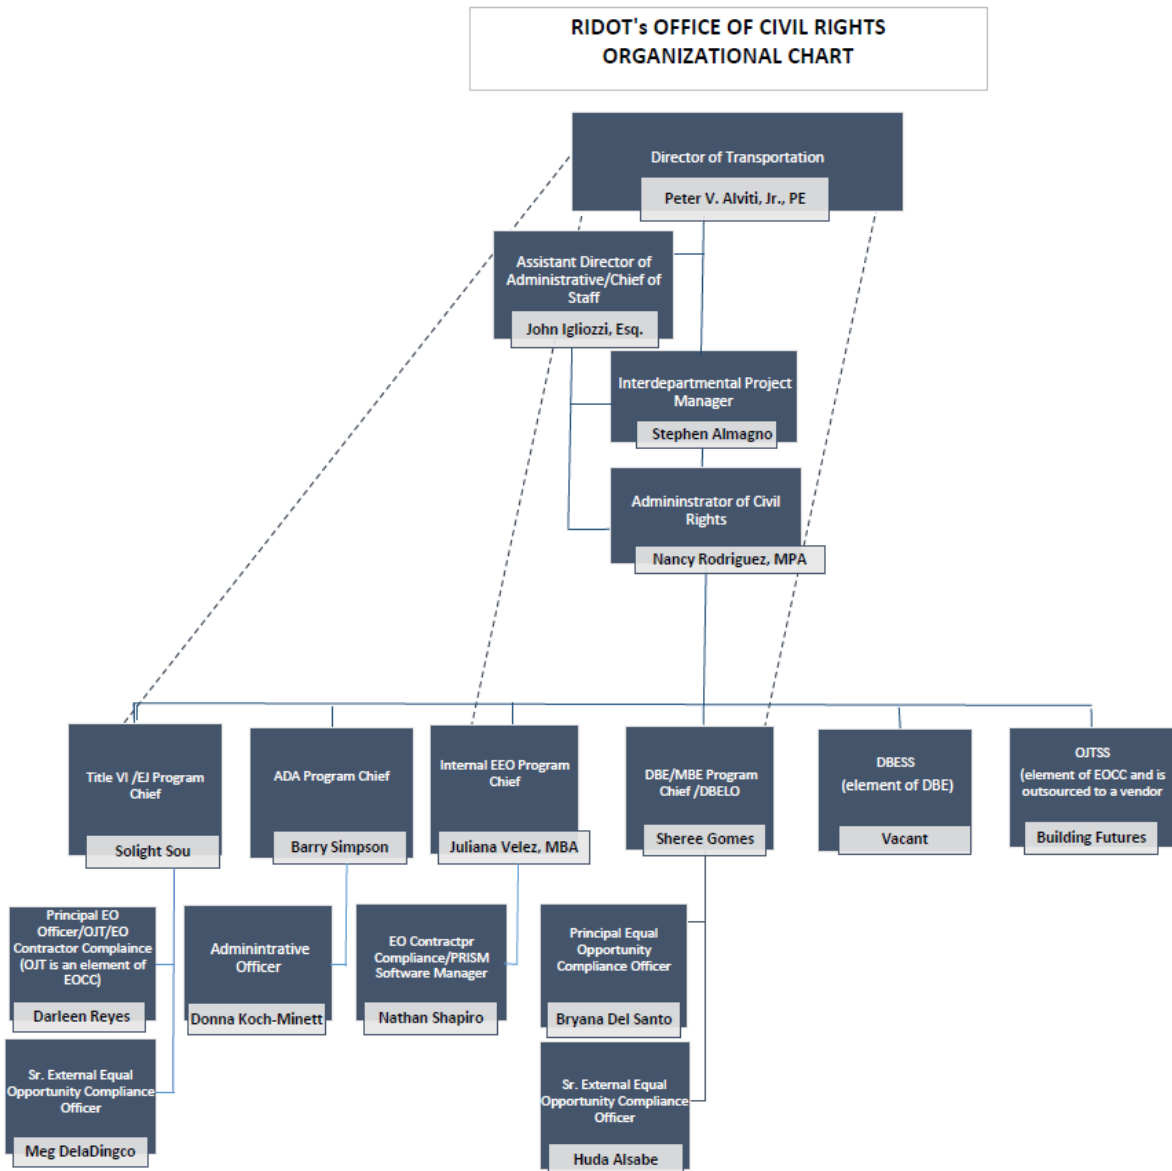 RIDOT's OFFICE OF CIVIL RIGHTS
ORGANIZATIONAL CHART
Director of Transportation
Peter V. Alviti, Jr., PE
Assistant Director of
Administrative/Chief of
Staff
John Igliozzi, Esq.
Interdepartmental Project
Manager
Stephen Almagno
Admininstrator of Civil
Rights
Nancy Rodriguez, MPA
Title VI /EJ Program
Chief
Solight Sou
ADA Program Chief
Barry Simpson
Internal EEO Program
Chief
Juliana Velez, MBA
DBE/MBE Program
Chief /DBELO
Sheree Gomes
DBESS
(element of DBE)
Vacant
OJTSS
(element of EOCC and is
outsourced to a vendor
Building Futures
Principal EO
Officer/OJT/EO
Contractor Complaince
(OJT is an element of
EOCC)
Darleen Reyes
Adminintrative
Officer
Donna Koch-Minett
EO Contractpr
Compliance/PRISM
Software Manager
Nathan Shapiro
Principal Equal
Opportunity
Compliance Officer
Bryana Del Santo
Sr. External Equal
Opportunity Compliance
Officer
Meg DelaDingco
Sr. External Equal
Opportunity Compliance
Officer
Huda Alsabe